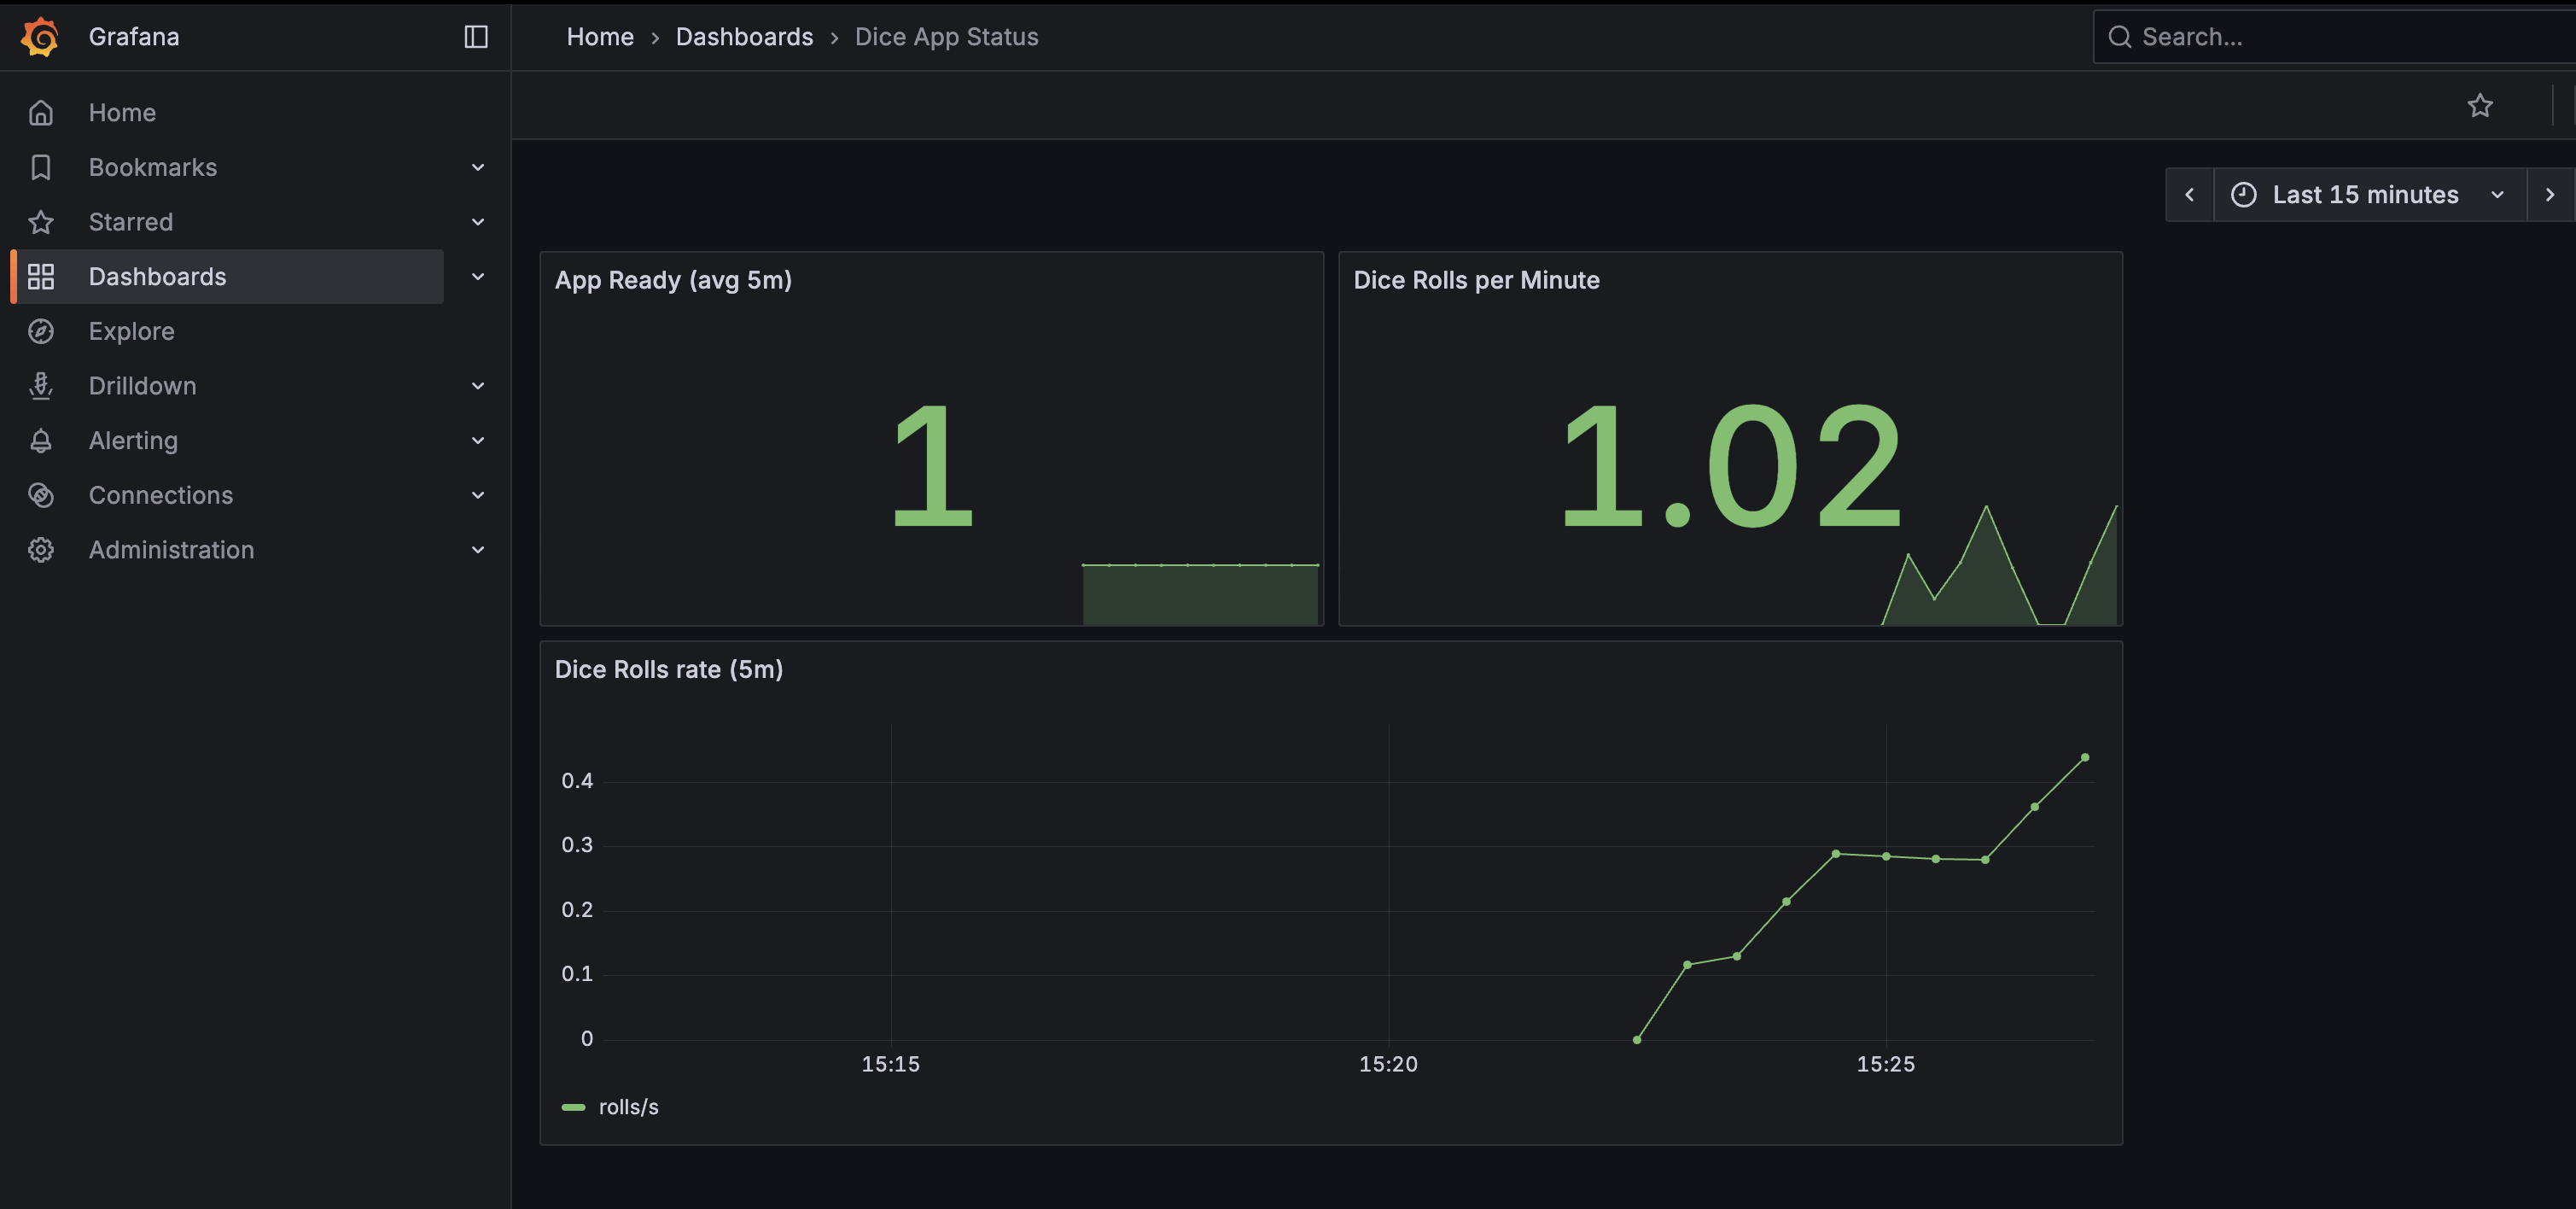 Grafana
Home › Dashboards › Dice App Status
Search...
Home
Bookmarks
Starred
Dashboards
Explore
Drilldown
Alerting
Connections
Administration
Last 15 minutes
App Ready (avg 5m)
1
Dice Rolls per Minute
1.02
Dice Rolls rate (5m)
0.4
0.3
0.2
0.1
0
15:15 15:20 15:25
rolls/s